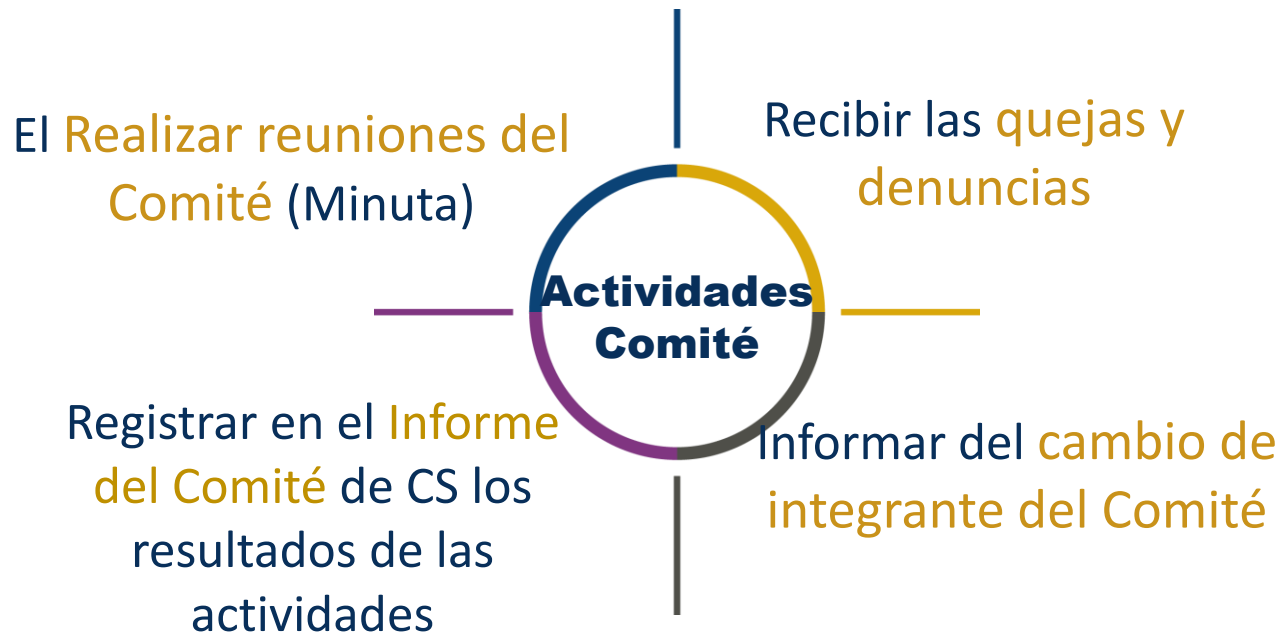 El Realizar reuniones del
Comité (Minuta)
Recibir las quejas y
denuncias
Actividades
Comité
Registrar en el Informe
del Comité de CS los
resultados de las
actividades
Informar del cambio de
integrante del Comité